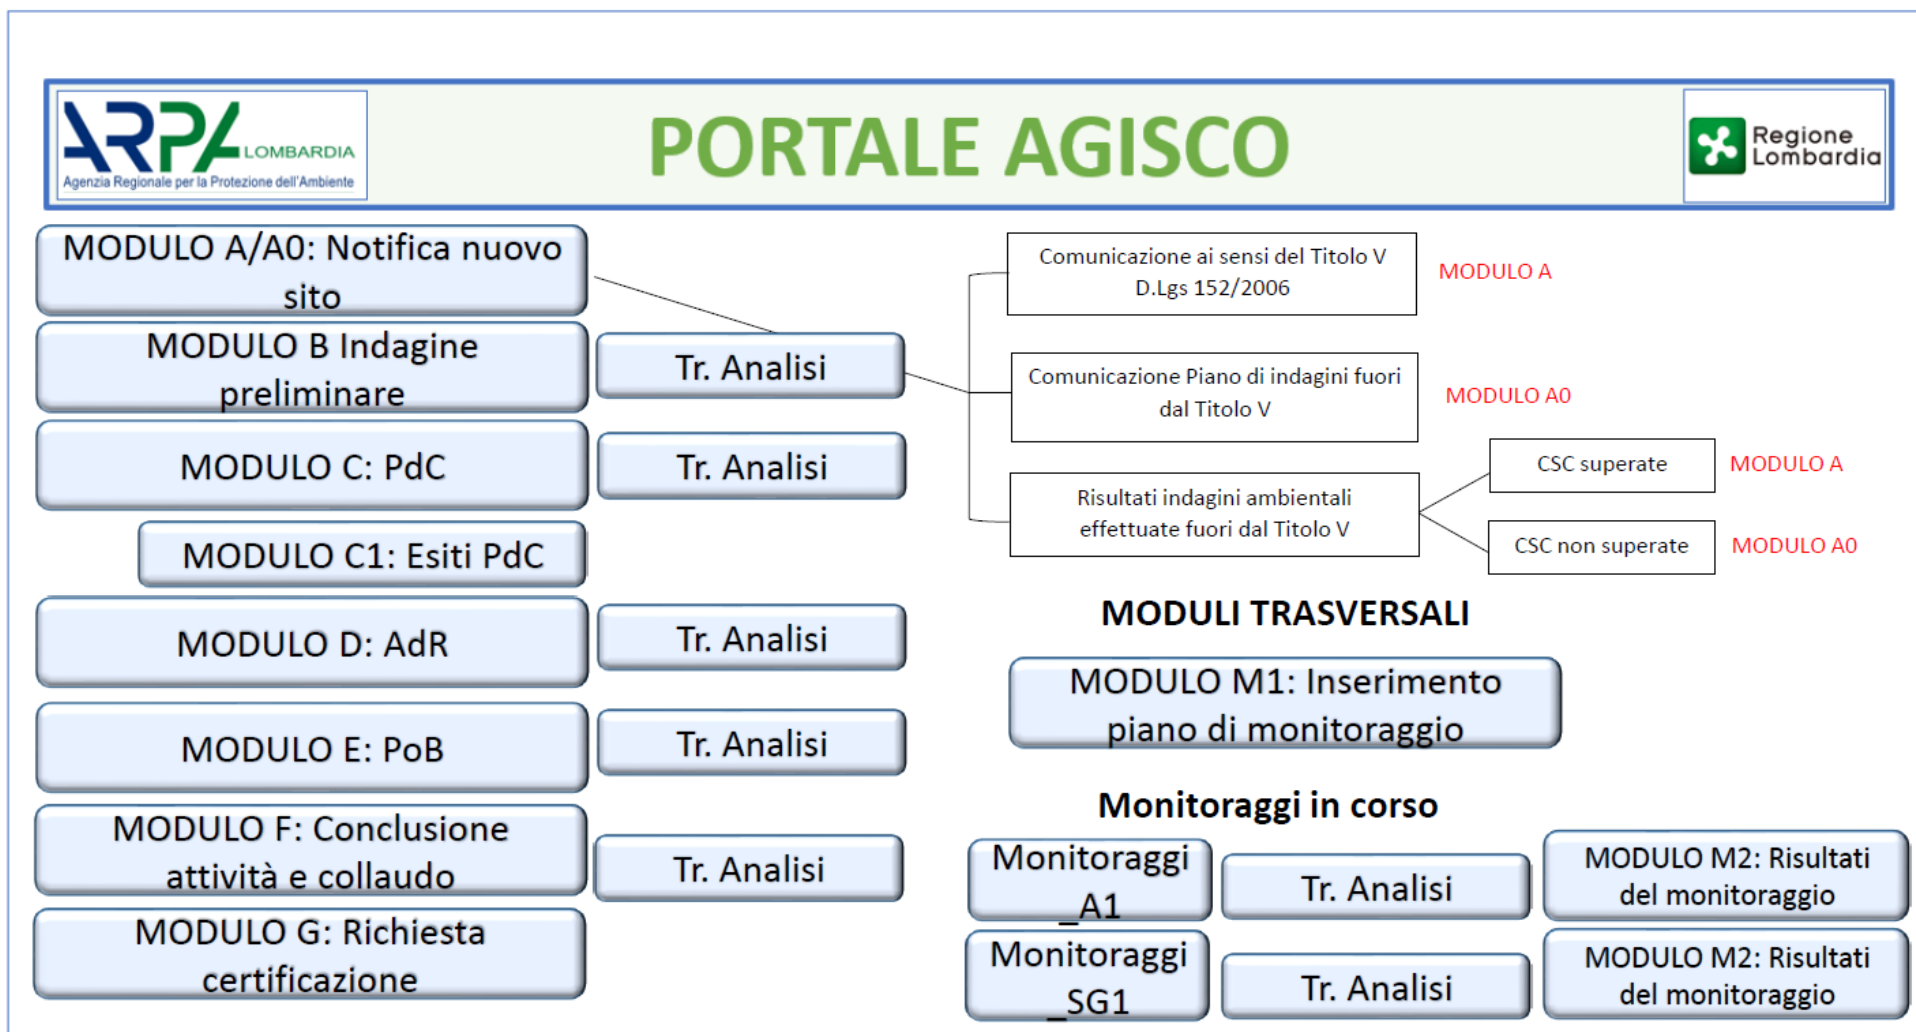 ARPA LOMBARDIA
Agenzia Regionale per la Protezione dell'Ambiente
PORTALE AGISCO
Regione
Lombardia
MODULO A/A0: Notifica nuovo
sito
MODULO B Indagine
preliminare
Tr. Analisi
MODULO C: PdC
Tr. Analisi
MODULO C1: Esiti PdC
MODULO D: AdR
Tr. Analisi
MODULO E: PoB
Tr. Analisi
MODULO F: Conclusione
attività e collaudo
Tr. Analisi
MODULO G: Richiesta
certificazione
Comunicazione ai sensi del Titolo V
D.Lgs 152/2006
MODULO A
Comunicazione Piano di indagini fuori
dal Titolo V
MODULO A0
Risultati indagini ambientali
effettuate fuori dal Titolo V
CSC superate
MODULO A
CSC non superate
MODULO A0
MODULI TRASVERSALI
MODULO M1: Inserimento
piano di monitoraggio
Monitoraggi in corso
Monitoraggi
_A1
Tr. Analisi
MODULO M2: Risultati
del monitoraggio
Monitoraggi
_SG1
Tr. Analisi
MODULO M2: Risultati
del monitoraggio